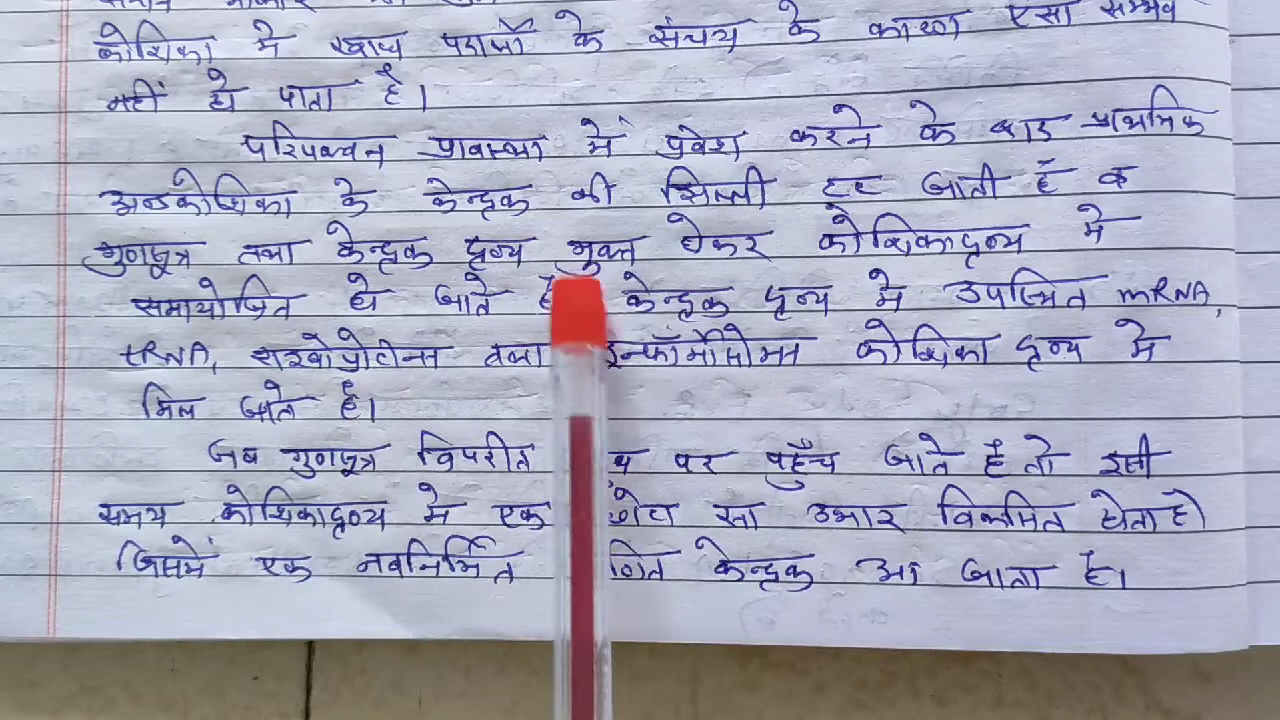 कोशिका में खाद्य पदार्थों के संचय के कारण एसा सम्भव
नहीं हो पाता है।
परिपक्वन प्रावस्था में प्रवेश करने के बाद प्राथमिक
अण्डकोशिका के केन्द्रक की झिल्ली टूट जाती है व
गुणसूत्र तथा केन्द्रक द्रव्य मुक्त होकर कोशिकाद्रव्य में
समायोजित हो जाते है केन्द्रक द्रव्य में उपस्थित mRNA,
tRNA, राइबोप्रोटीन्स तथा इन्फॉर्मोसोम्स कोशिका द्रव्य में
मिल जाते है।
जब गुणसूत्र विपरीत पर पहुँच जाते है तो इसी
समय कोशिकाद्रव्य में एक छोटा सा उभार विकसित होता है
जिसमें एक नवनिर्मित केन्द्रक आ जाता है।